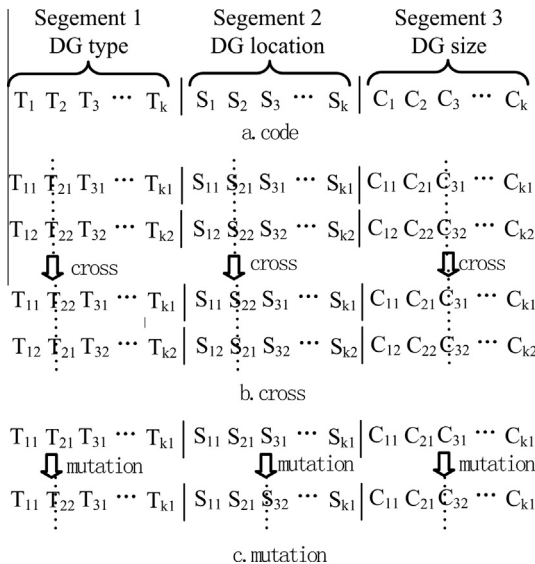 Segement 1 Segement 2 Segement 3
DG type DG location DG size
T1 T2 T3 ··· Tk | S1 S2 S3 ··· Sk | C1 C2 C3 ··· Ck
a. code
T11 T21 T31 ··· Tk1 | S11 S21 S31 ··· Sk1 | C11 C21 C31 ··· Ck1
T12 T22 T32 ··· Tk2 | S12 S22 S32 ··· Sk2 | C12 C22 C32 ··· Ck2
cross cross cross
T11 T22 T31 ··· Tk1 | S11 S22 S31 ··· Sk1 | C11 C21 C31 ··· Ck1
T12 T21 T32 ··· Tk2 | S12 S21 S32 ··· Sk2 | C12 C22 C32 ··· Ck2
b. cross
T11 T21 T31 ··· Tk1 | S11 S21 S31 ··· Sk1 | C11 C21 C31 ··· Ck1
mutation mutation mutation
T11 T22 T31 ··· Tk1 | S11 S21 S32 ··· Sk1 | C11 C21 C32 ··· Ck1
c. mutation